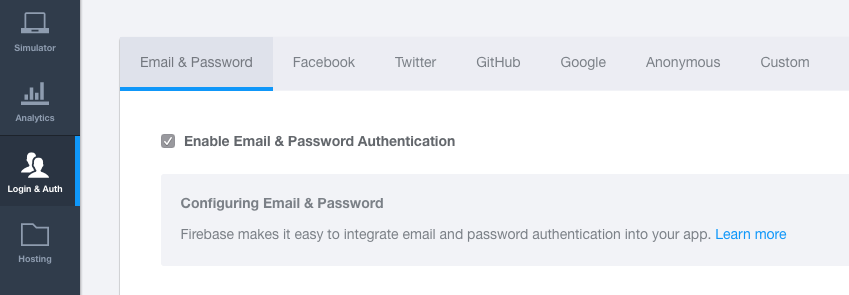 Simulator
Analytics
Login & Auth
Hosting
Email & Password Facebook Twitter GitHub Google Anonymous Custom
Enable Email & Password Authentication
Configuring Email & Password
Firebase makes it easy to integrate email and password authentication into your app. Learn more